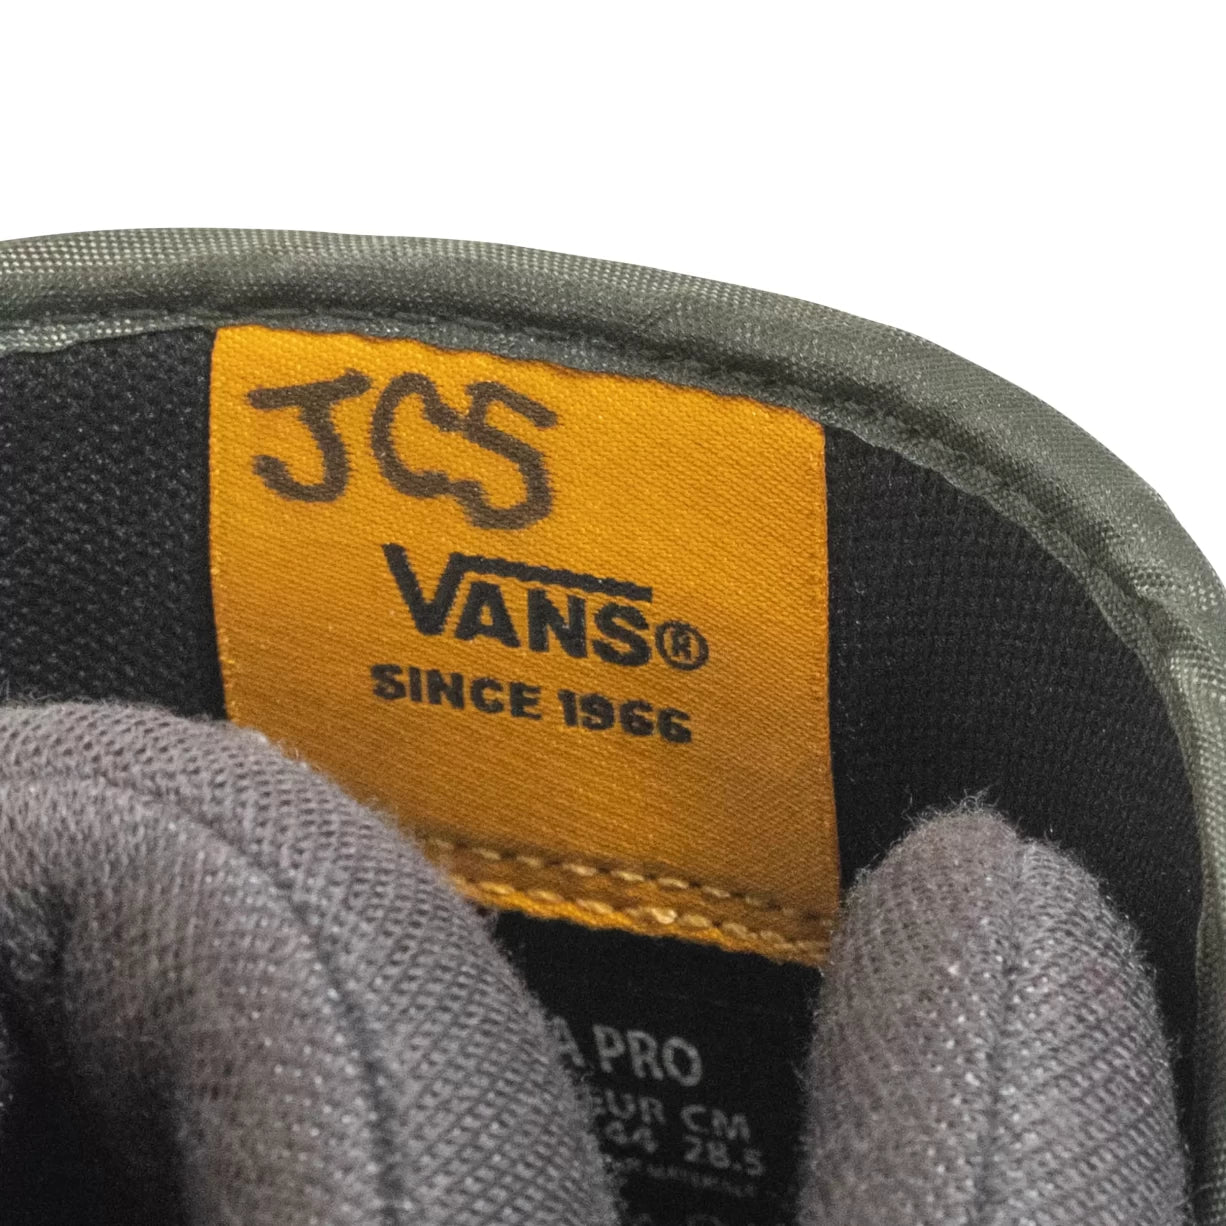 JCS
VANS®
SINCE 1966
A PRO
EUR CM
44 28.5